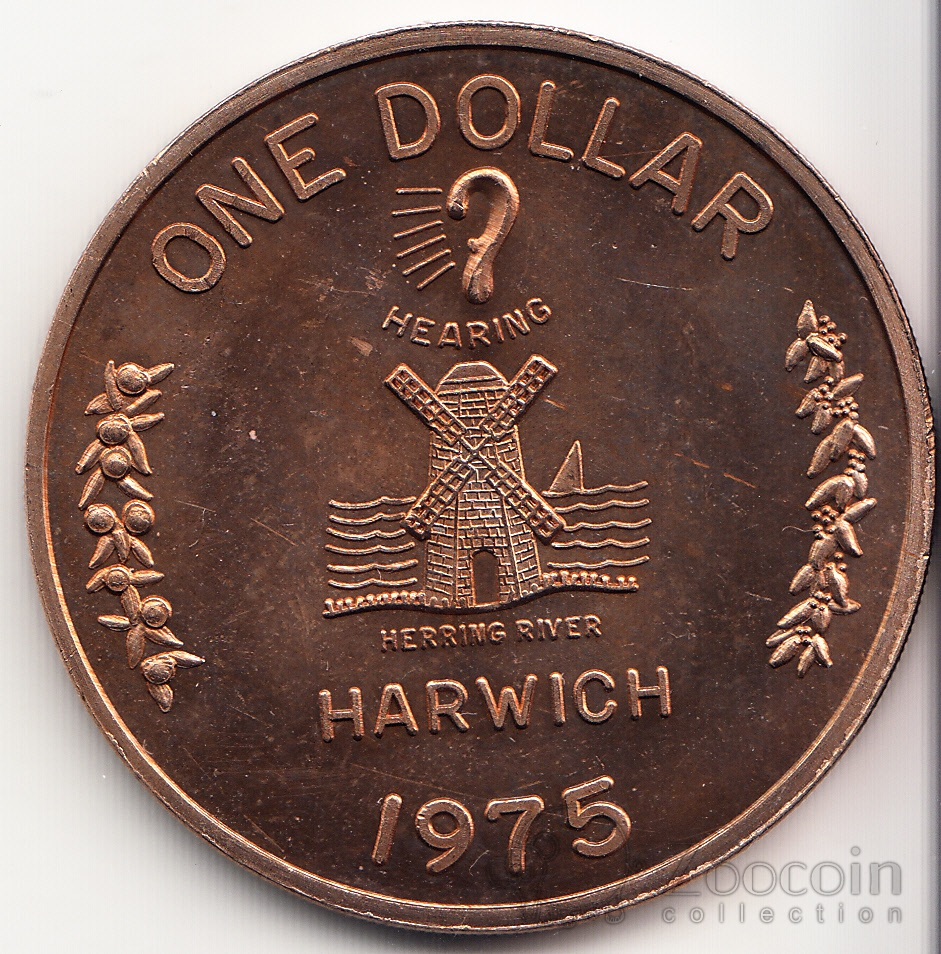 ONE DOLLAR
HEARING
HERRING RIVER
HARWICH
1975
Zoocoin
collection